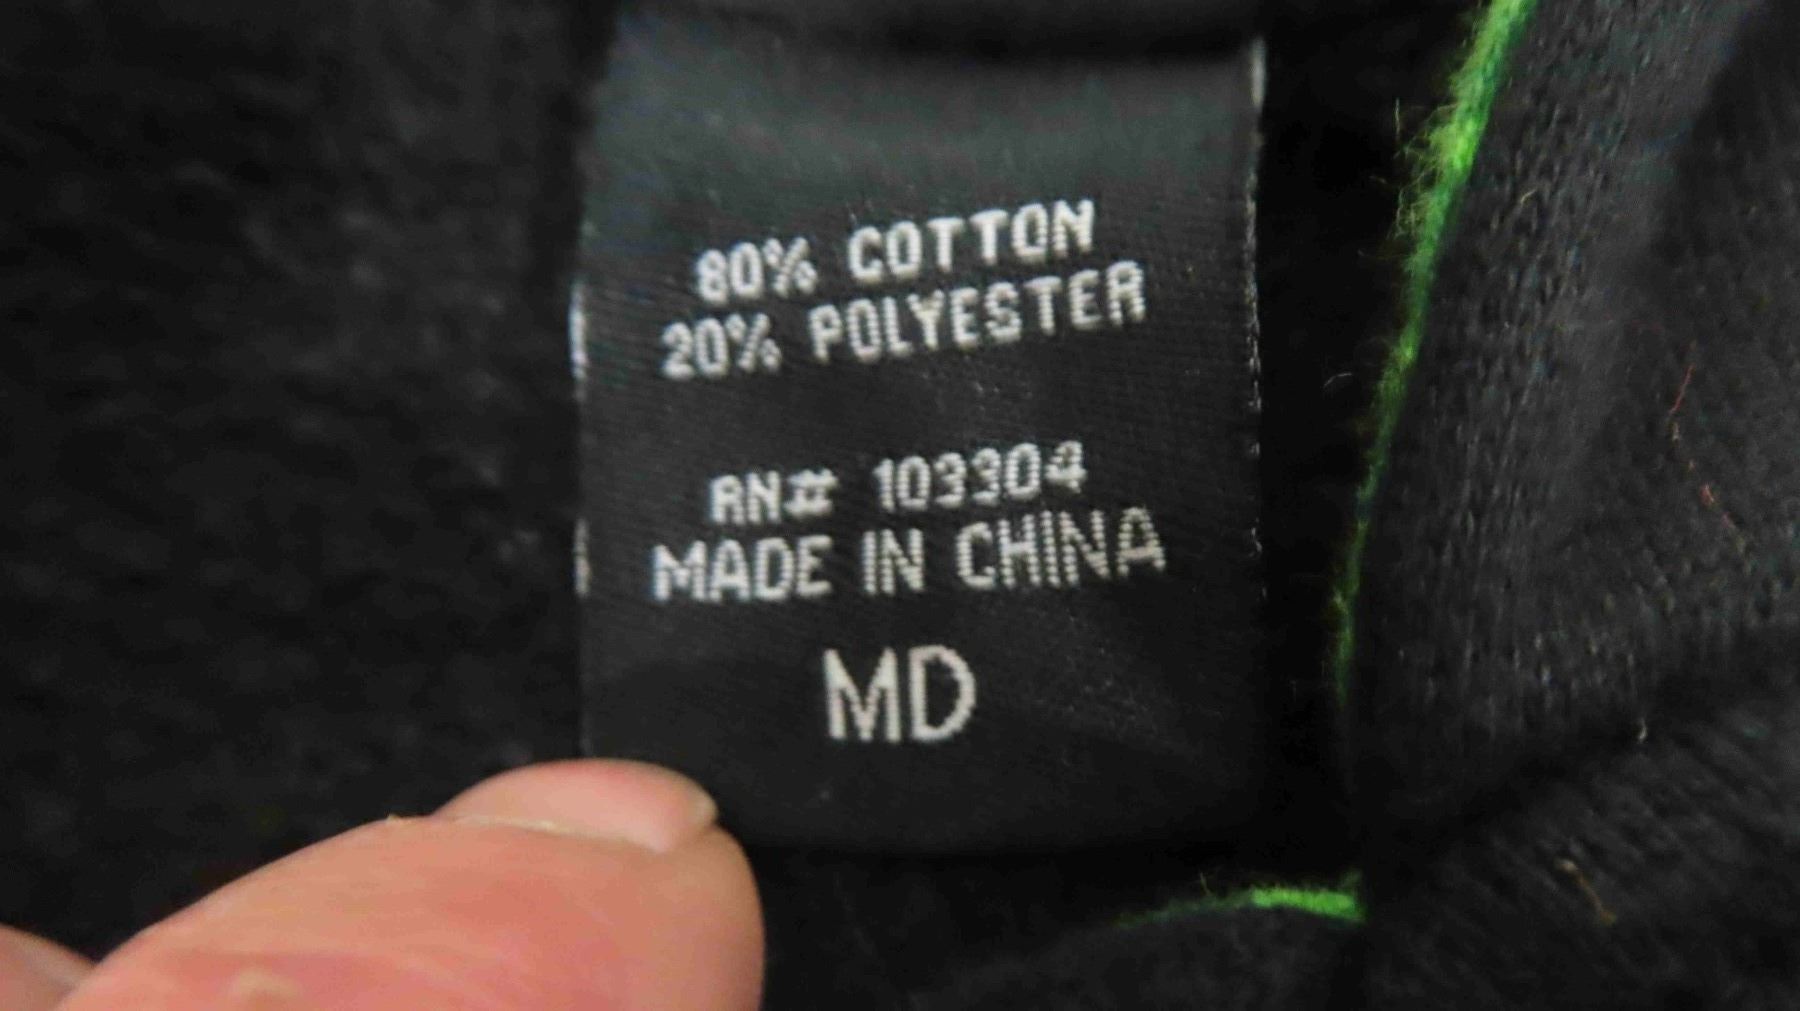 80% COTTON
20% POLYESTER
RN# 103304
MADE IN CHINA
MD